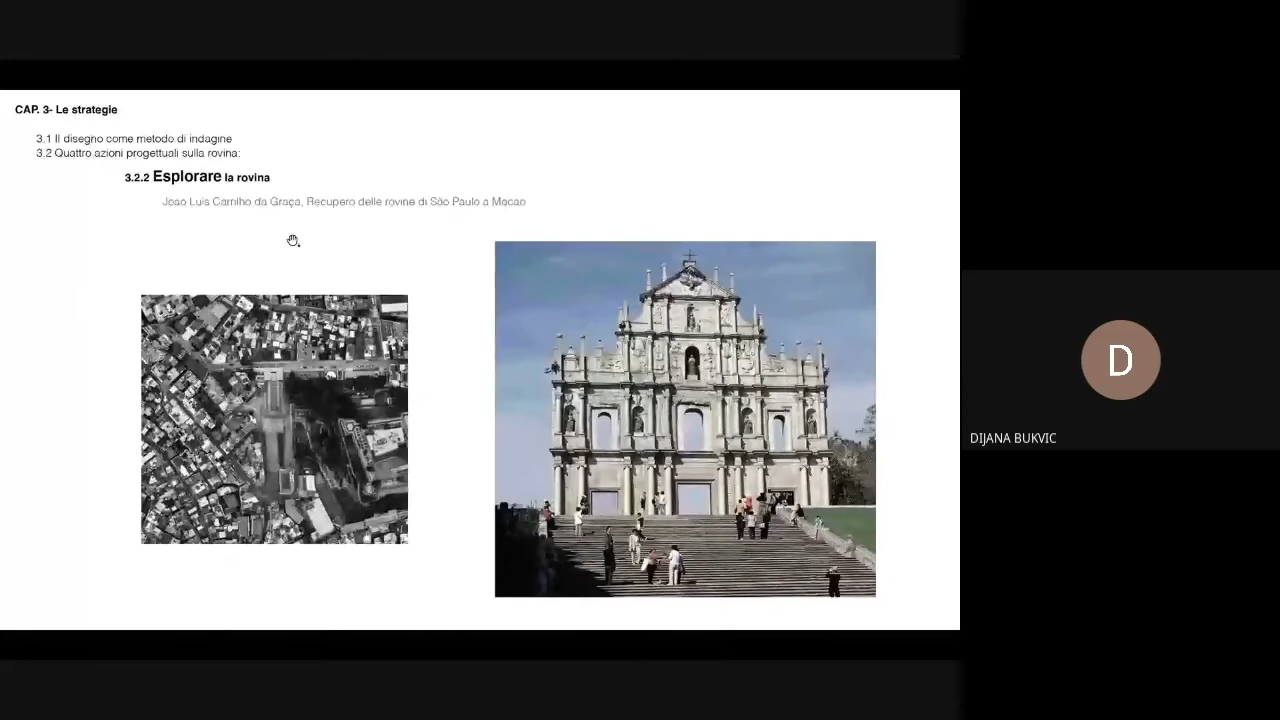 CAP. 3- Le strategie
3.1 Il disegno come metodo di indagine
3.2 Quattro azioni progettuali sulla rovina:
3.2.2 Esplorare la rovina
Joao Luis Carrilho da Graça, Recupero delle rovine di São Paulo a Macao
D
DIJANA BUKVIC